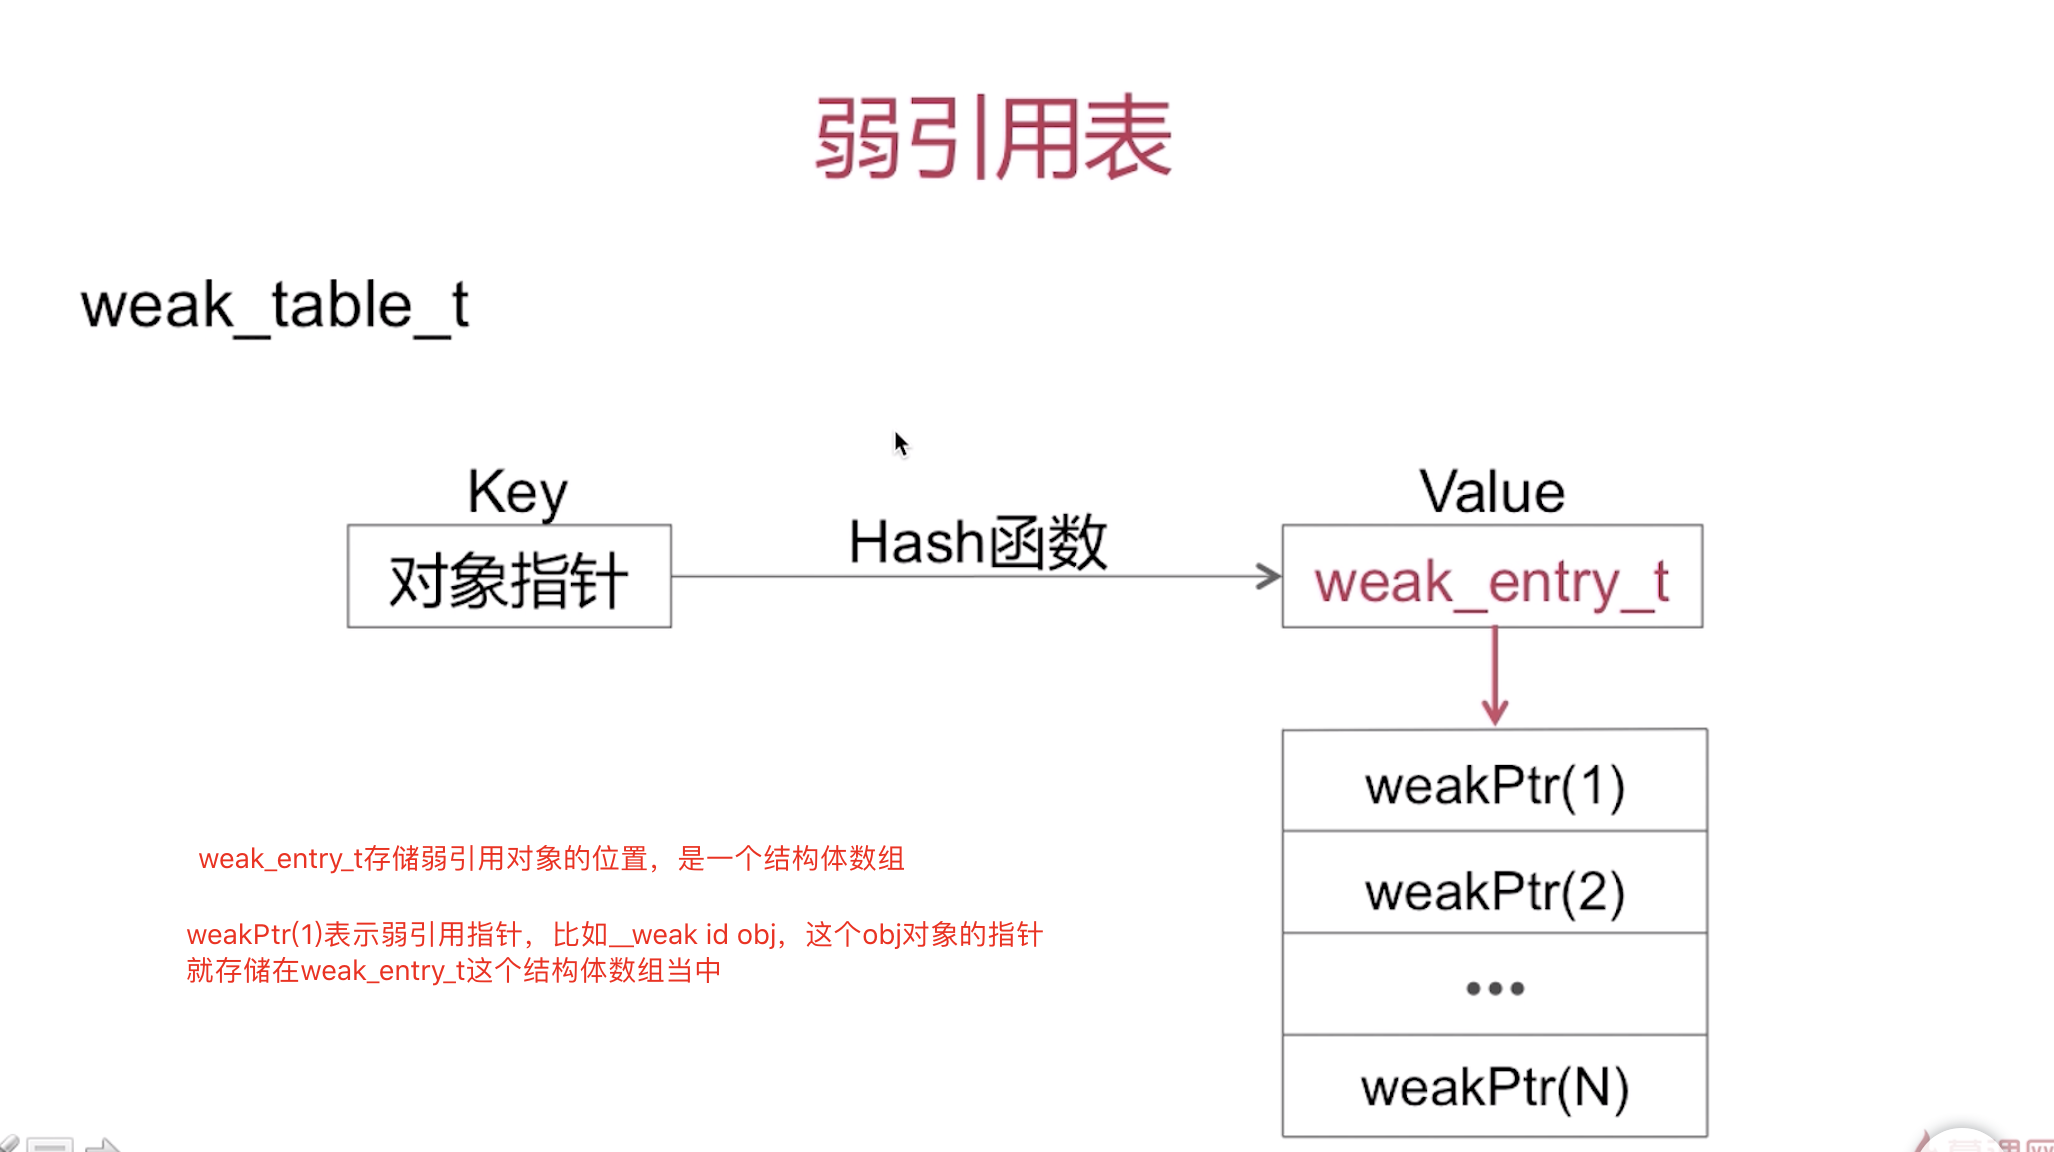 弱引用表
weak_table_t
Key
Value
对象指针
Hash函数
weak_entry_t
weakPtr(1)
weakPtr(2)
•••
weakPtr(N)
weak_entry_t存储弱引用对象的位置，是一个结构体数组
weakPtr(1)表示弱引用指针，比如__weak id obj，这个obj对象的指针
就存储在weak_entry_t这个结构体数组当中